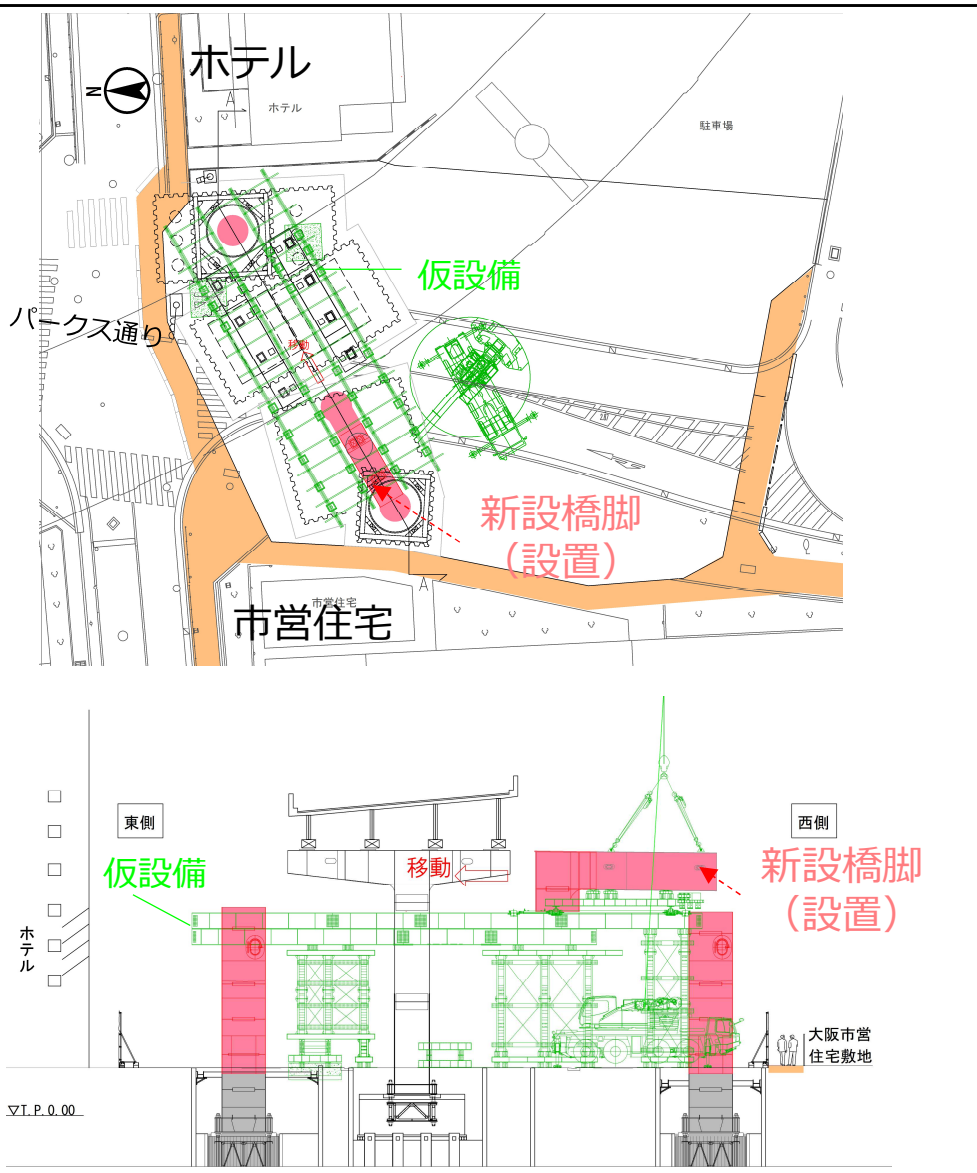 ホテル
N
A
ホテル
駐車場
仮設備
パークス通り
移動
新設橋脚
（設置）
A
市営住宅
市営住宅
東側
西側
仮設備
移動
新設橋脚
（設置）
ホテル
大阪市営
住宅敷地
▽T.P.0.00